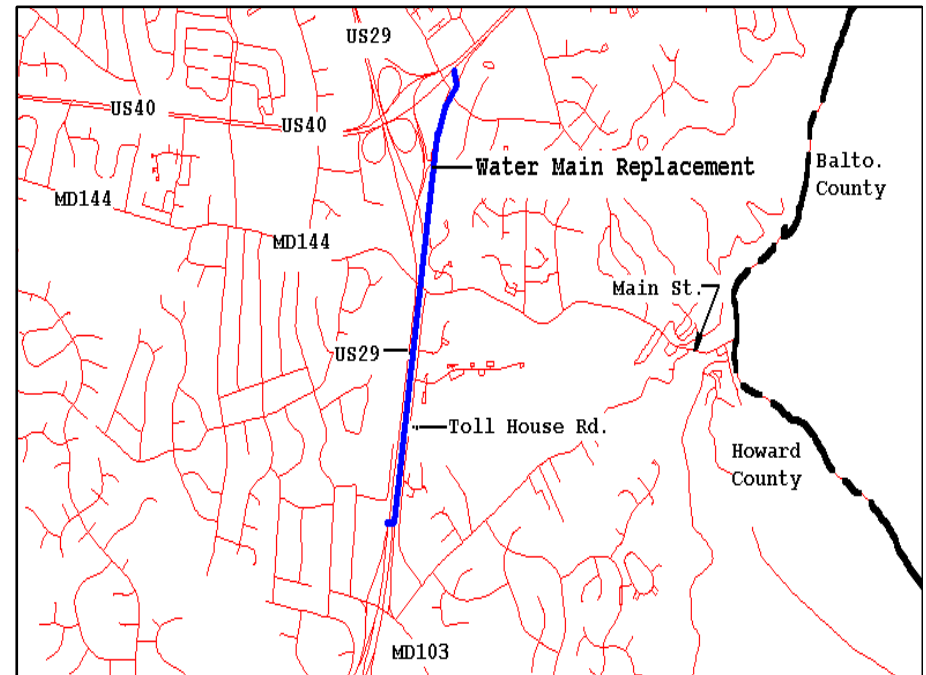 US29
US40
US40
Water Main Replacement
Balto.
County
MD144
MD144
Main St.
US29
Toll House Rd.
Howard
County
MD103